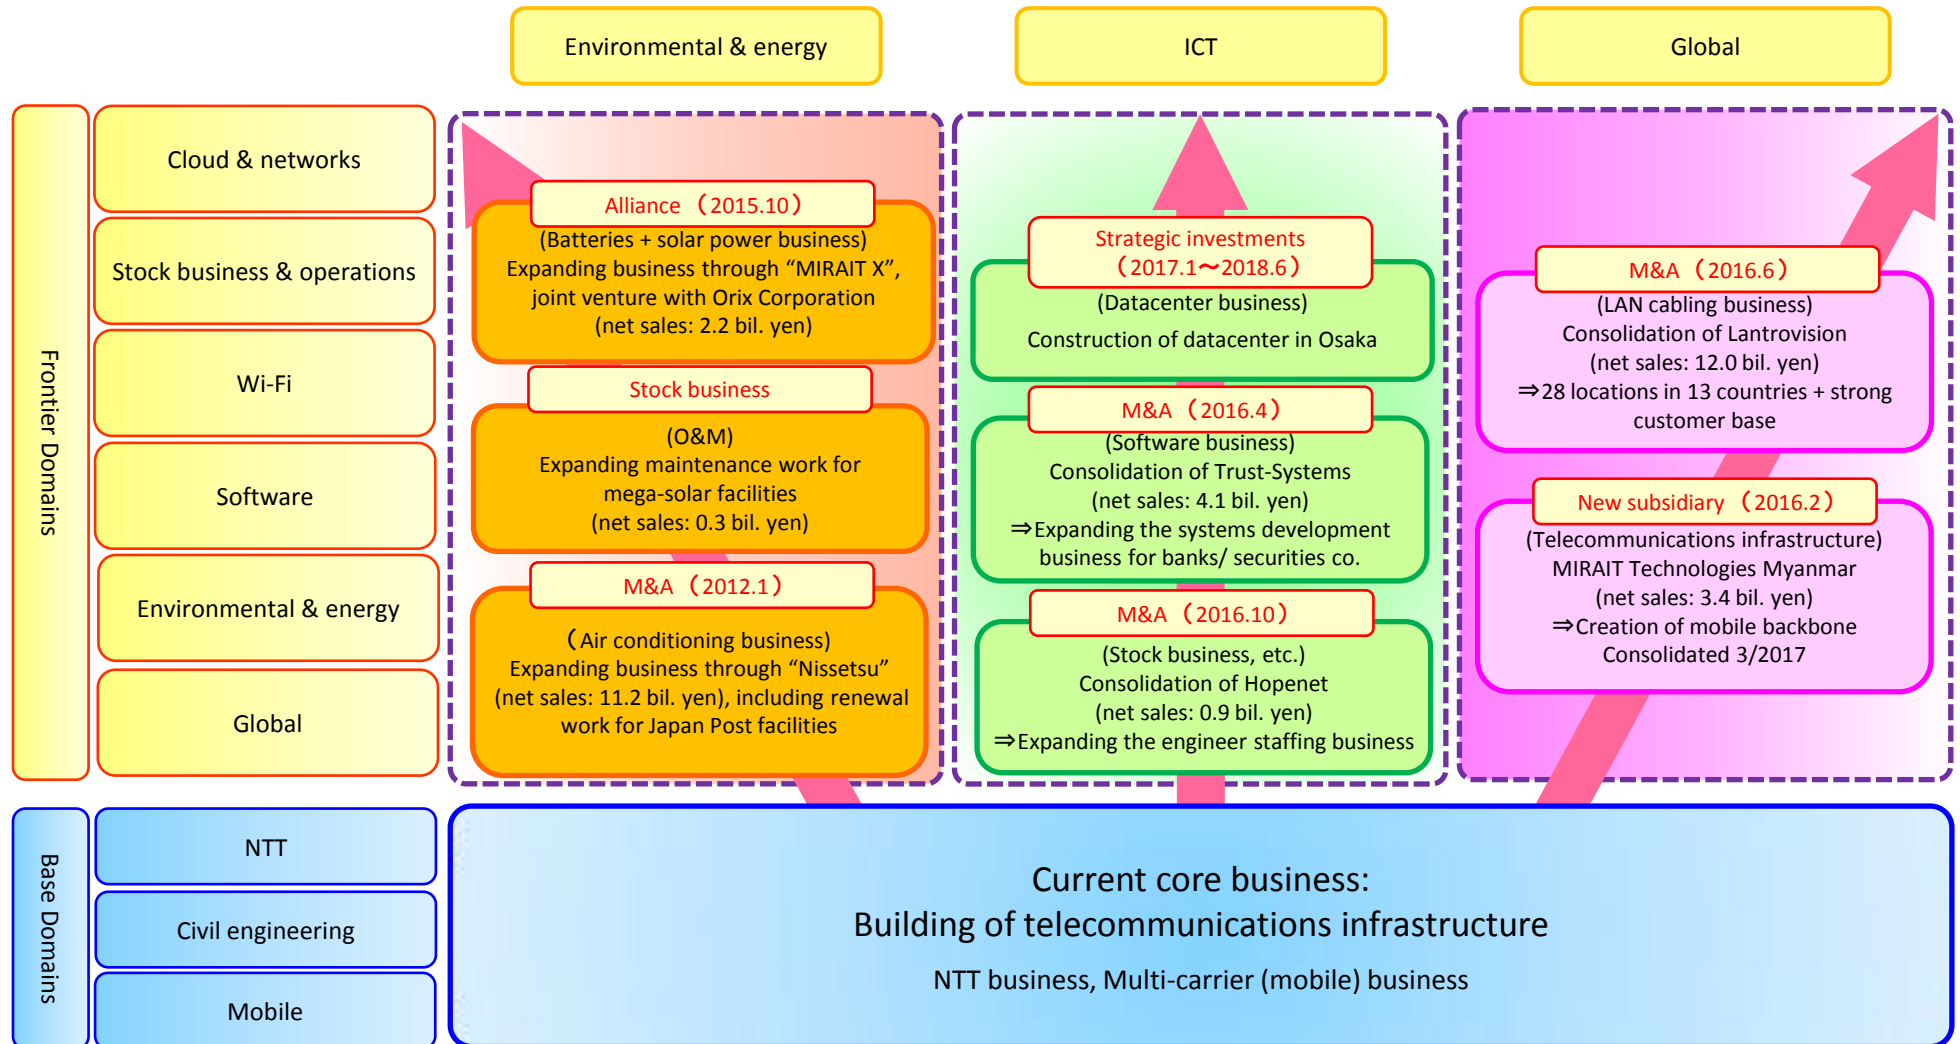 Environmental & energy
ICT
Global
Frontier Domains
Cloud & networks
Stock business & operations
Wi-Fi
Software
Environmental & energy
Global
Alliance（2015.10）
(Batteries + solar power business)
Expanding business through “MIRAIT X”,
joint venture with Orix Corporation
(net sales: 2.2 bil. yen)
Stock business
(O&M)
Expanding maintenance work for
mega-solar facilities
(net sales: 0.3 bil. yen)
M&A（2012.1）
（Air conditioning business)
Expanding business through “Nissetsu”
(net sales: 11.2 bil. yen), including renewal
work for Japan Post facilities
Strategic investments
（2017.1～2018.6）
(Datacenter business)
Construction of datacenter in Osaka
M&A（2016.4）
(Software business)
Consolidation of Trust-Systems
(net sales: 4.1 bil. yen)
⇒Expanding the systems development
business for banks/ securities co.
M&A（2016.10）
(Stock business, etc.)
Consolidation of Hopenet
(net sales: 0.9 bil. yen)
⇒Expanding the engineer staffing business
M&A（2016.6）
(LAN cabling business)
Consolidation of Lantrovision
(net sales: 12.0 bil. yen)
⇒28 locations in 13 countries + strong
customer base
New subsidiary（2016.2）
(Telecommunications infrastructure)
MIRAIT Technologies Myanmar
(net sales: 3.4 bil. yen)
⇒Creation of mobile backbone
Consolidated 3/2017
Base Domains
NTT
Civil engineering
Mobile
Current core business:
Building of telecommunications infrastructure
NTT business, Multi-carrier (mobile) business